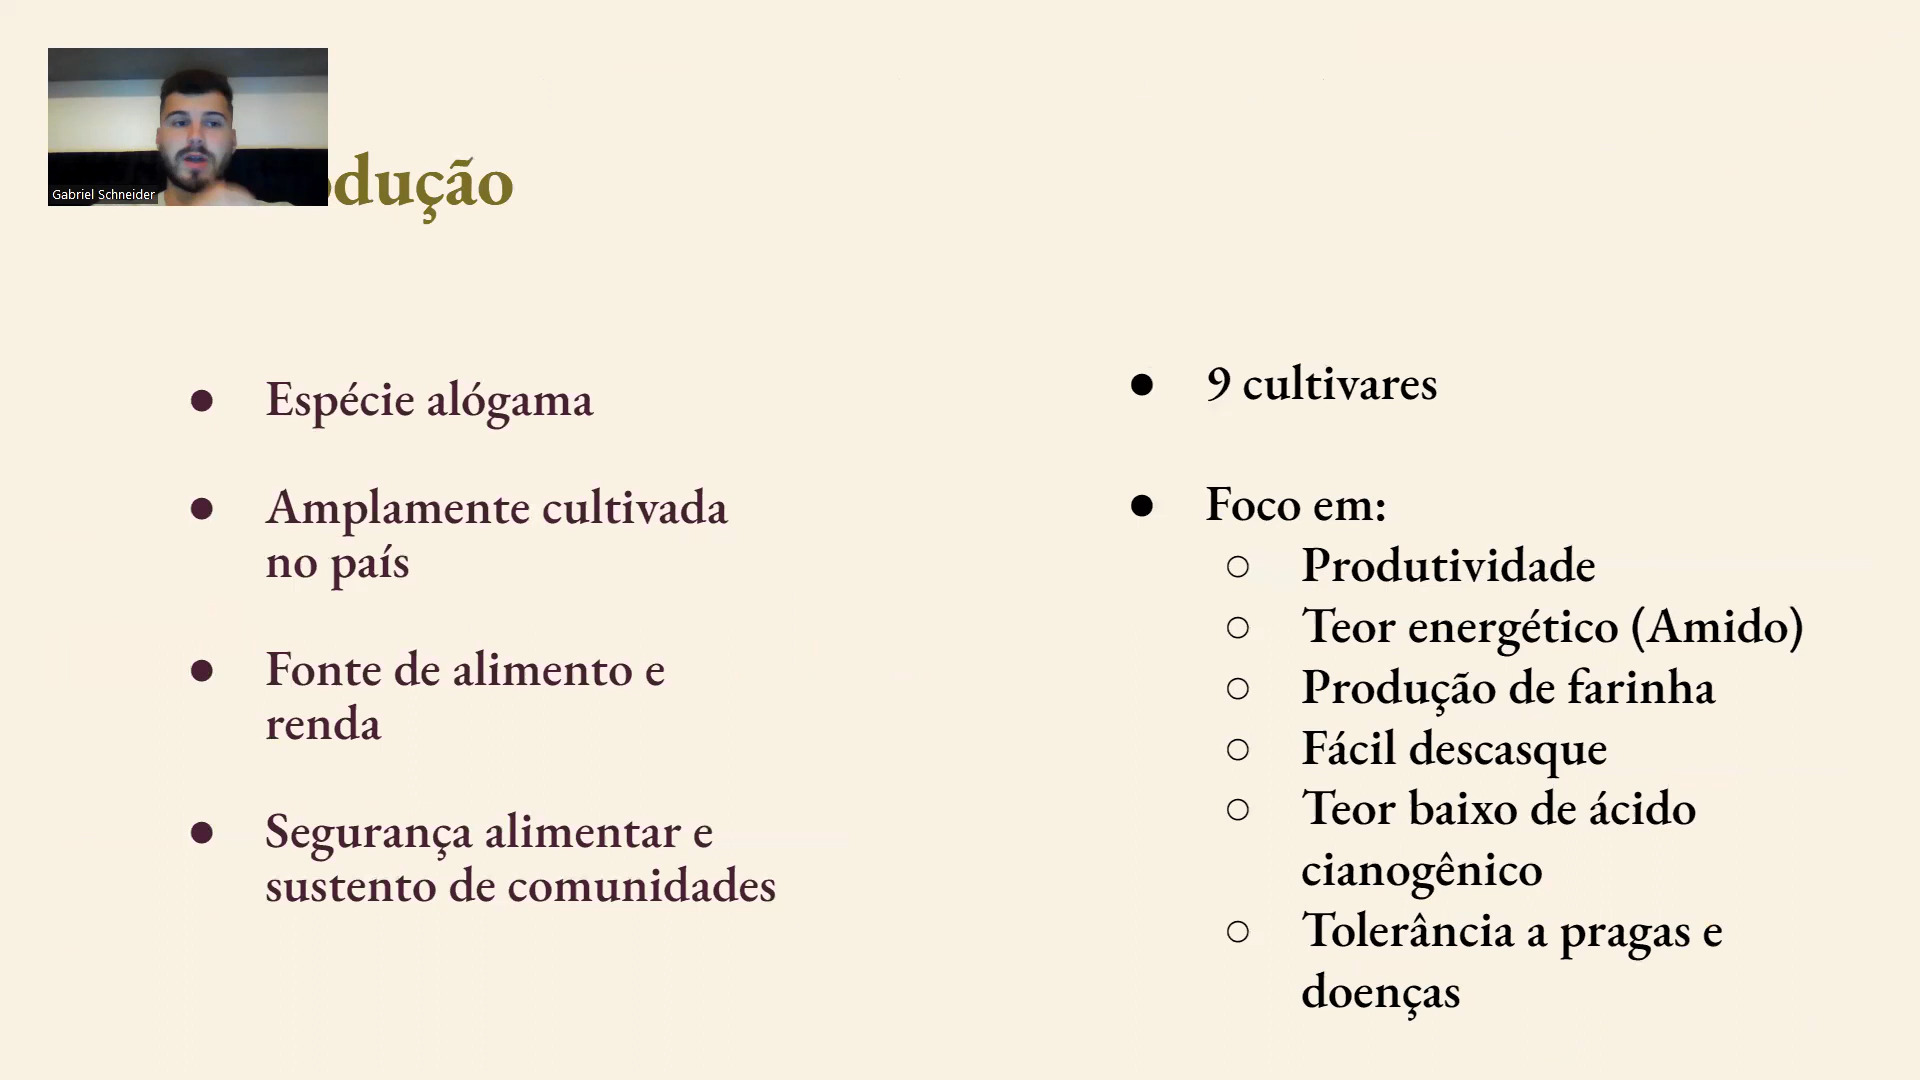 Gabriel Schneider
odução
● Espécie alógama
● Amplamente cultivada
no país
● Fonte de alimento e
renda
● Segurança alimentar e
sustento de comunidades
● 9 cultivares
● Foco em:
○ Produtividade
○ Teor energético (Amido)
○ Produção de farinha
○ Fácil descasque
○ Teor baixo de ácido
cianogênico
○ Tolerância a pragas e
doenças